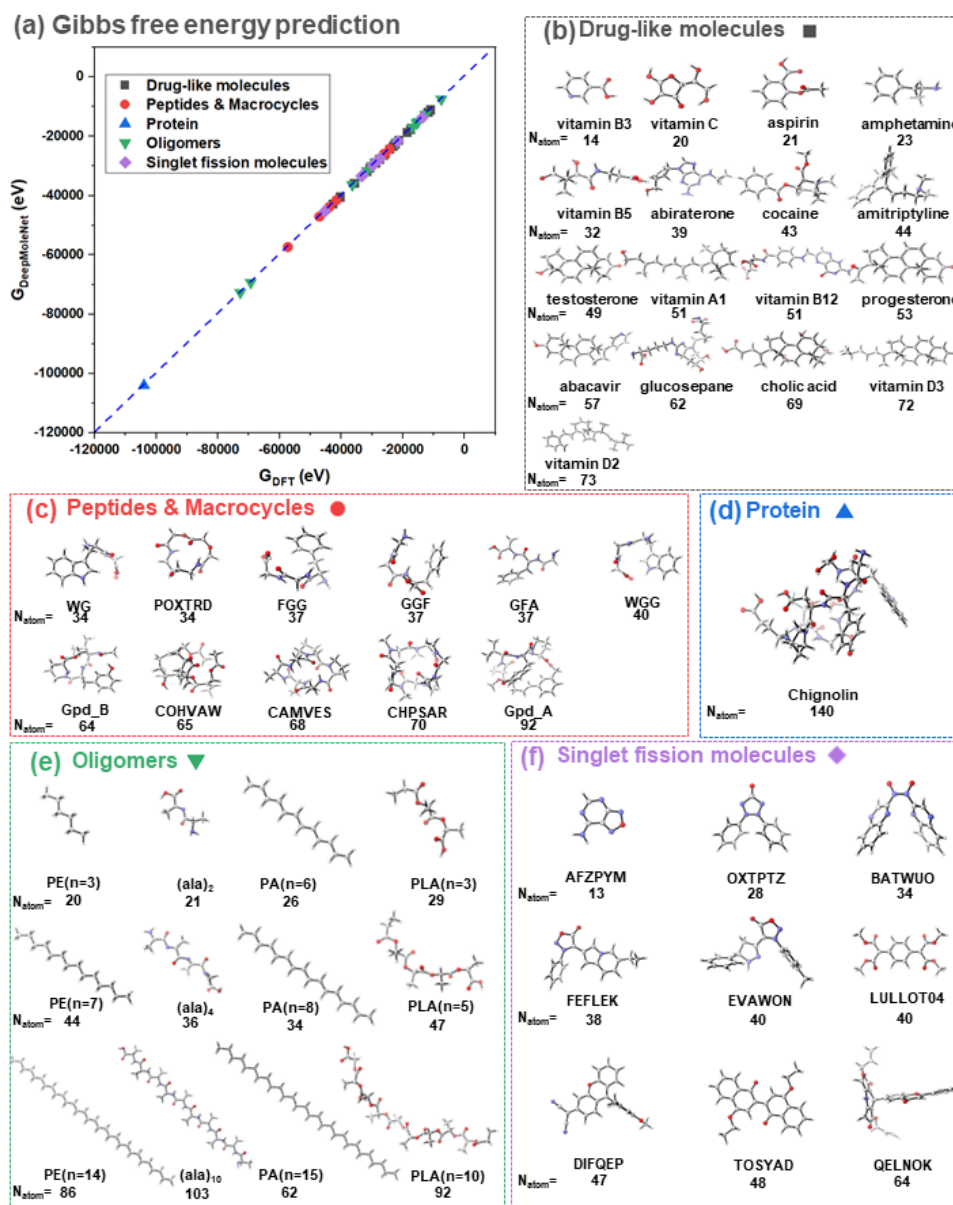 (a) Gibbs free energy prediction
0
-20000
-40000
-60000
-80000
-100000
-120000
-120000 -100000 -80000 -60000 -40000 -20000 0
G_DeepMoleNet (eV)
G_DFT (eV)
Drug-like molecules
Peptides & Macrocycles
Protein
Oligomers
Singlet fission molecules
(b) Drug-like molecules
vitamin B3 vitamin C aspirin amphetamine
N_atom= 14 20 21 23
vitamin B5 abiraterone cocaine amitriptyline
N_atom= 32 39 43 44
testosterone vitamin A1 vitamin B12 progesterone
N_atom= 49 51 51 53
abacavir glucosepane cholic acid vitamin D3
N_atom= 57 62 69 72
vitamin D2
N_atom= 73
(c) Peptides & Macrocycles
WG POXTRD FGG GGF GFA WGG
N_atom= 34 34 37 37 37 40
Gpd_B COHVAW CAMVES CHPSAR Gpd_A
N_atom= 64 65 68 70 92
(d) Protein
Chignolin
N_atom= 140
(e) Oligomers
PE(n=3) (ala)₂ PA(n=6) PLA(n=3)
N_atom= 20 21 26 29
PE(n=7) (ala)₄ PA(n=8) PLA(n=5)
N_atom= 44 36 34 47
PE(n=14) (ala)₁₀ PA(n=15) PLA(n=10)
N_atom= 86 103 62 92
(f) Singlet fission molecules
AFZPYM OXTPTZ BATWUO
N_atom= 13 28 34
FEFLEK EVAWON LULLOT04
N_atom= 38 40 40
DIFQEP TOSYAD QELNOK
N_atom= 47 48 64